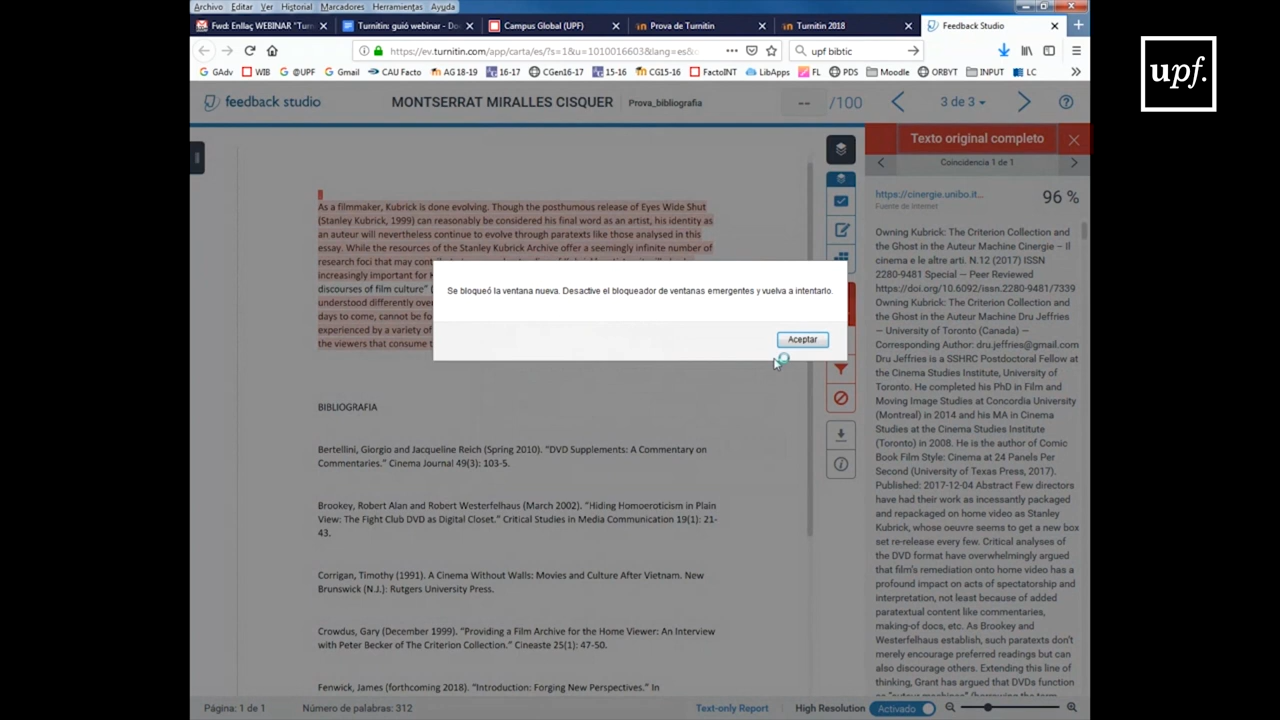 Archivo Editar Ver Historial Marcadores Herramientas Ayuda
Fwd: Enllaç WEBINAR "Turn
Turnitin: guió webinar - Do
Campus Global (UPF)
Prova de Turnitin
Turnitin 2018
Feedback Studio
https://ev.turnitin.com/app/carta/es/?s=1&u=1010016603&lang=es&
upf bibtic
GAdv WIB @UPF Gmail CAU Facto AG 18-19 16-17 CGen16-17 15-16 CG15-16 FactoINT LibApps FL PDS Moodle ORBYT INPUT LC
upf.
feedback studio
MONTSERRAT MIRALLES CISQUER
Prova_bibliografia
-- /100
3 de 3
Texto original completo
Coincidencia 1 de 1
https://cinergie.unibo.it...
96 %
Fuente de Internet
As a filmmaker, Kubrick is done evolving. Though the posthumous release of Eyes Wide Shut
(Stanley Kubrick, 1999) can reasonably be considered his final word as an artist, his identity as
an auteur will nevertheless continue to evolve through paratexts like those analysed in this
essay. While the resources of the Stanley Kubrick Archive offer a seemingly infinite number of
research foci that may
increasingly important for
discourses of film culture"
understood differently
days to come, cannot be
experienced by a variety of
the viewers that consume
Se bloqueó la ventana nueva. Desactive el bloqueador de ventanas emergentes y vuelva a intentarlo.
Aceptar
BIBLIOGRAFIA
Bertellini, Giorgio and Jacqueline Reich (Spring 2010). "DVD Supplements: A Commentary on
Commentaries." Cinema Journal 49(3): 103-5.
Brookey, Robert Alan and Robert Westerfelhaus (March 2002). "Hiding Homoeroticism in Plain
View: The Fight Club DVD as Digital Closet." Critical Studies in Media Communication 19(1): 21-
43.
Corrigan, Timothy (1991). A Cinema Without Walls: Movies and Culture After Vietnam. New
Brunswick (N.J.): Rutgers University Press.
Crowdus, Gary (December 1999). "Providing a Film Archive for the Home Viewer: An Interview
with Peter Becker of The Criterion Collection." Cineaste 25(1): 47-50.
Fenwick, James (forthcoming 2018). "Introduction: Forging New Perspectives." In
Owning Kubrick: The Criterion Collection and
the Ghost in the Auteur Machine Cinergie – Il
cinema e le altre arti. N.12 (2017) ISSN
2280-9481 Special – Peer Reviewed
https://doi.org/10.6092/issn.2280-9481/7339
Owning Kubrick: The Criterion Collection and
the Ghost in the Auteur Machine Dru Jeffries
– University of Toronto (Canada) –
Corresponding Author: dru.jeffries@gmail.com
Dru Jeffries is a SSHRC Postdoctoral Fellow at
the Cinema Studies Institute, University of
Toronto. He completed his PhD in Film and
Moving Image Studies at Concordia University
(Montreal) in 2014 and his MA in Cinema
Studies at the Cinema Studies Institute
(Toronto) in 2008. He is the author of Comic
Book Film Style: Cinema at 24 Panels Per
Second (University of Texas Press, 2017).
Published: 2017-12-04 Abstract Few directors
have had their work as incessantly packaged
and repackaged on home video as Stanley
Kubrick, whose oeuvre seems to get a new box
set re-release every few. Critical analyses of
the DVD format have overwhelmingly argued
that film's remediation onto home video has a
profound impact on acts of spectatorship and
interpretation, not least because of added
paratextual content like commentaries,
making-of docs, etc. As Brookey and
Westerfelhaus establish, such paratexts don't
merely encourage preferred readings but can
also discourage others. Extending this line of
thinking, Grant has argued that DVDs function
Página: 1 de 1
Número de palabras: 312
Text-only Report
High Resolution
Activado